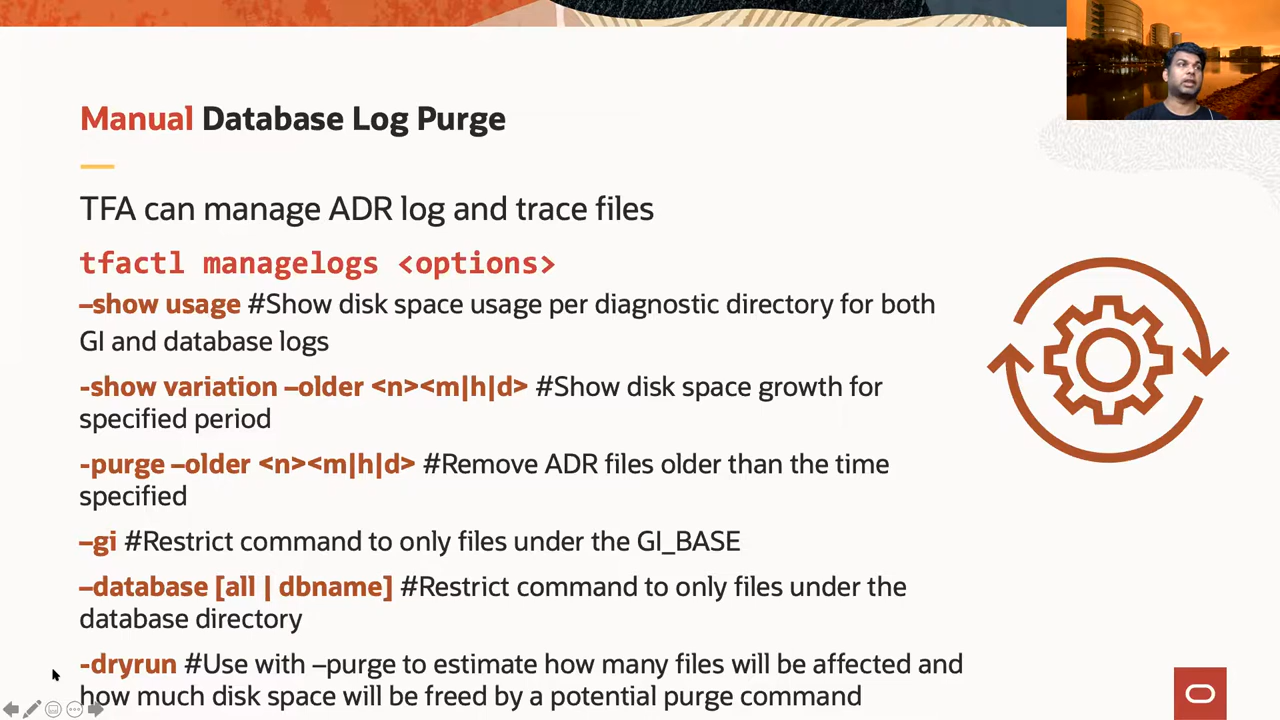 Manual Database Log Purge
TFA can manage ADR log and trace files
tfactl managelogs <options>
–show usage #Show disk space usage per diagnostic directory for both
GI and database logs
-show variation –older <n><m|h|d> #Show disk space growth for
specified period
-purge –older <n><m|h|d> #Remove ADR files older than the time
specified
–gi #Restrict command to only files under the GI_BASE
–database [all | dbname] #Restrict command to only files under the
database directory
-dryrun #Use with –purge to estimate how many files will be affected and
how much disk space will be freed by a potential purge command